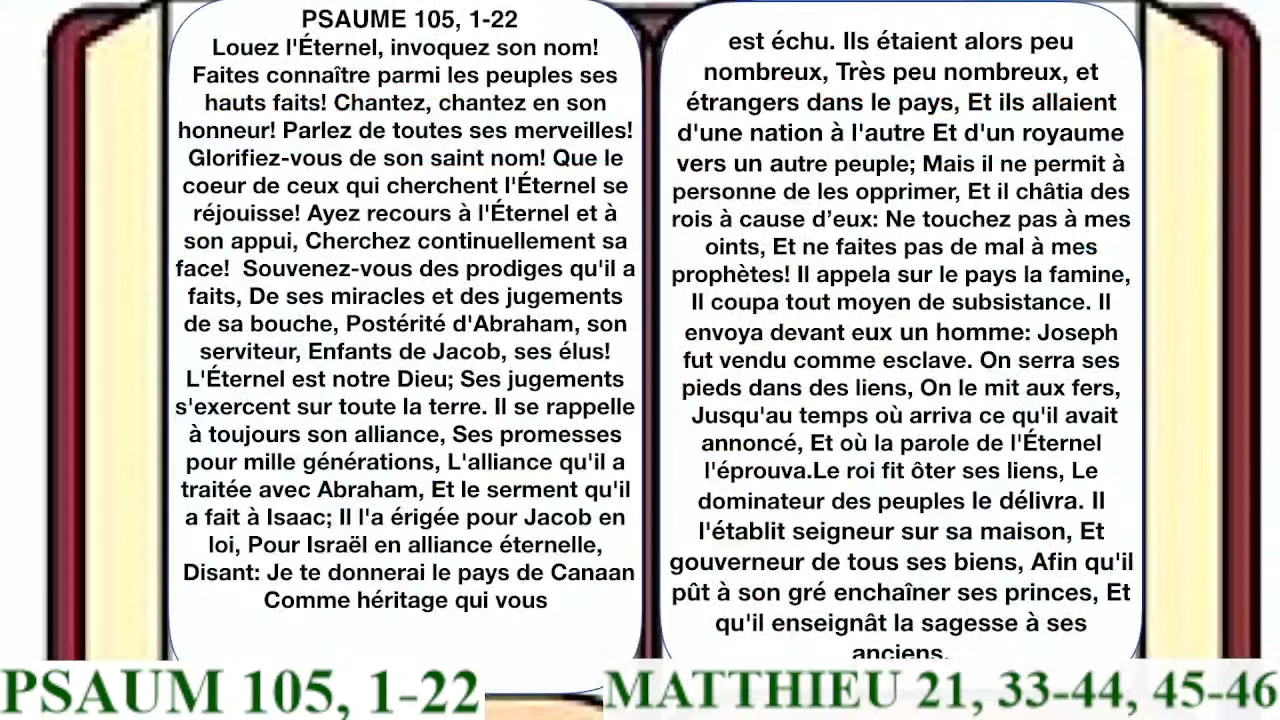 PSAUME 105, 1-22
Louez l'Éternel, invoquez son nom!
Faites connaître parmi les peuples ses
hauts faits! Chantez, chantez en son
honneur! Parlez de toutes ses merveilles!
Glorifiez-vous de son saint nom! Que le
coeur de ceux qui cherchent l'Éternel se
réjouisse! Ayez recours à l'Éternel et à
son appui, Cherchez continuellement sa
face!  Souvenez-vous des prodiges qu'il a
faits, De ses miracles et des jugements
de sa bouche, Postérité d'Abraham, son
serviteur, Enfants de Jacob, ses élus!
L'Éternel est notre Dieu; Ses jugements
s'exercent sur toute la terre. Il se rappelle
à toujours son alliance, Ses promesses
pour mille générations, L'alliance qu'il a
traitée avec Abraham, Et le serment qu'il
a fait à Isaac; Il l'a érigée pour Jacob en
loi, Pour Israël en alliance éternelle,
Disant: Je te donnerai le pays de Canaan
Comme héritage qui vous
est échu. Ils étaient alors peu
nombreux, Très peu nombreux, et
étrangers dans le pays, Et ils allaient
d'une nation à l'autre Et d'un royaume
vers un autre peuple; Mais il ne permit à
personne de les opprimer, Et il châtia des
rois à cause d’eux: Ne touchez pas à mes
oints, Et ne faites pas de mal à mes
prophètes! Il appela sur le pays la famine,
Il coupa tout moyen de subsistance. Il
envoya devant eux un homme: Joseph
fut vendu comme esclave. On serra ses
pieds dans des liens, On le mit aux fers,
Jusqu'au temps où arriva ce qu'il avait
annoncé, Et où la parole de l'Éternel
l'éprouva.Le roi fit ôter ses liens, Le
dominateur des peuples le délivra. Il
l'établit seigneur sur sa maison, Et
gouverneur de tous ses biens, Afin qu'il
pût à son gré enchaîner ses princes, Et
qu'il enseignât la sagesse à ses
anciens.
PSAUM 105, 1-22
MATTHIEU 21, 33-44, 45-46